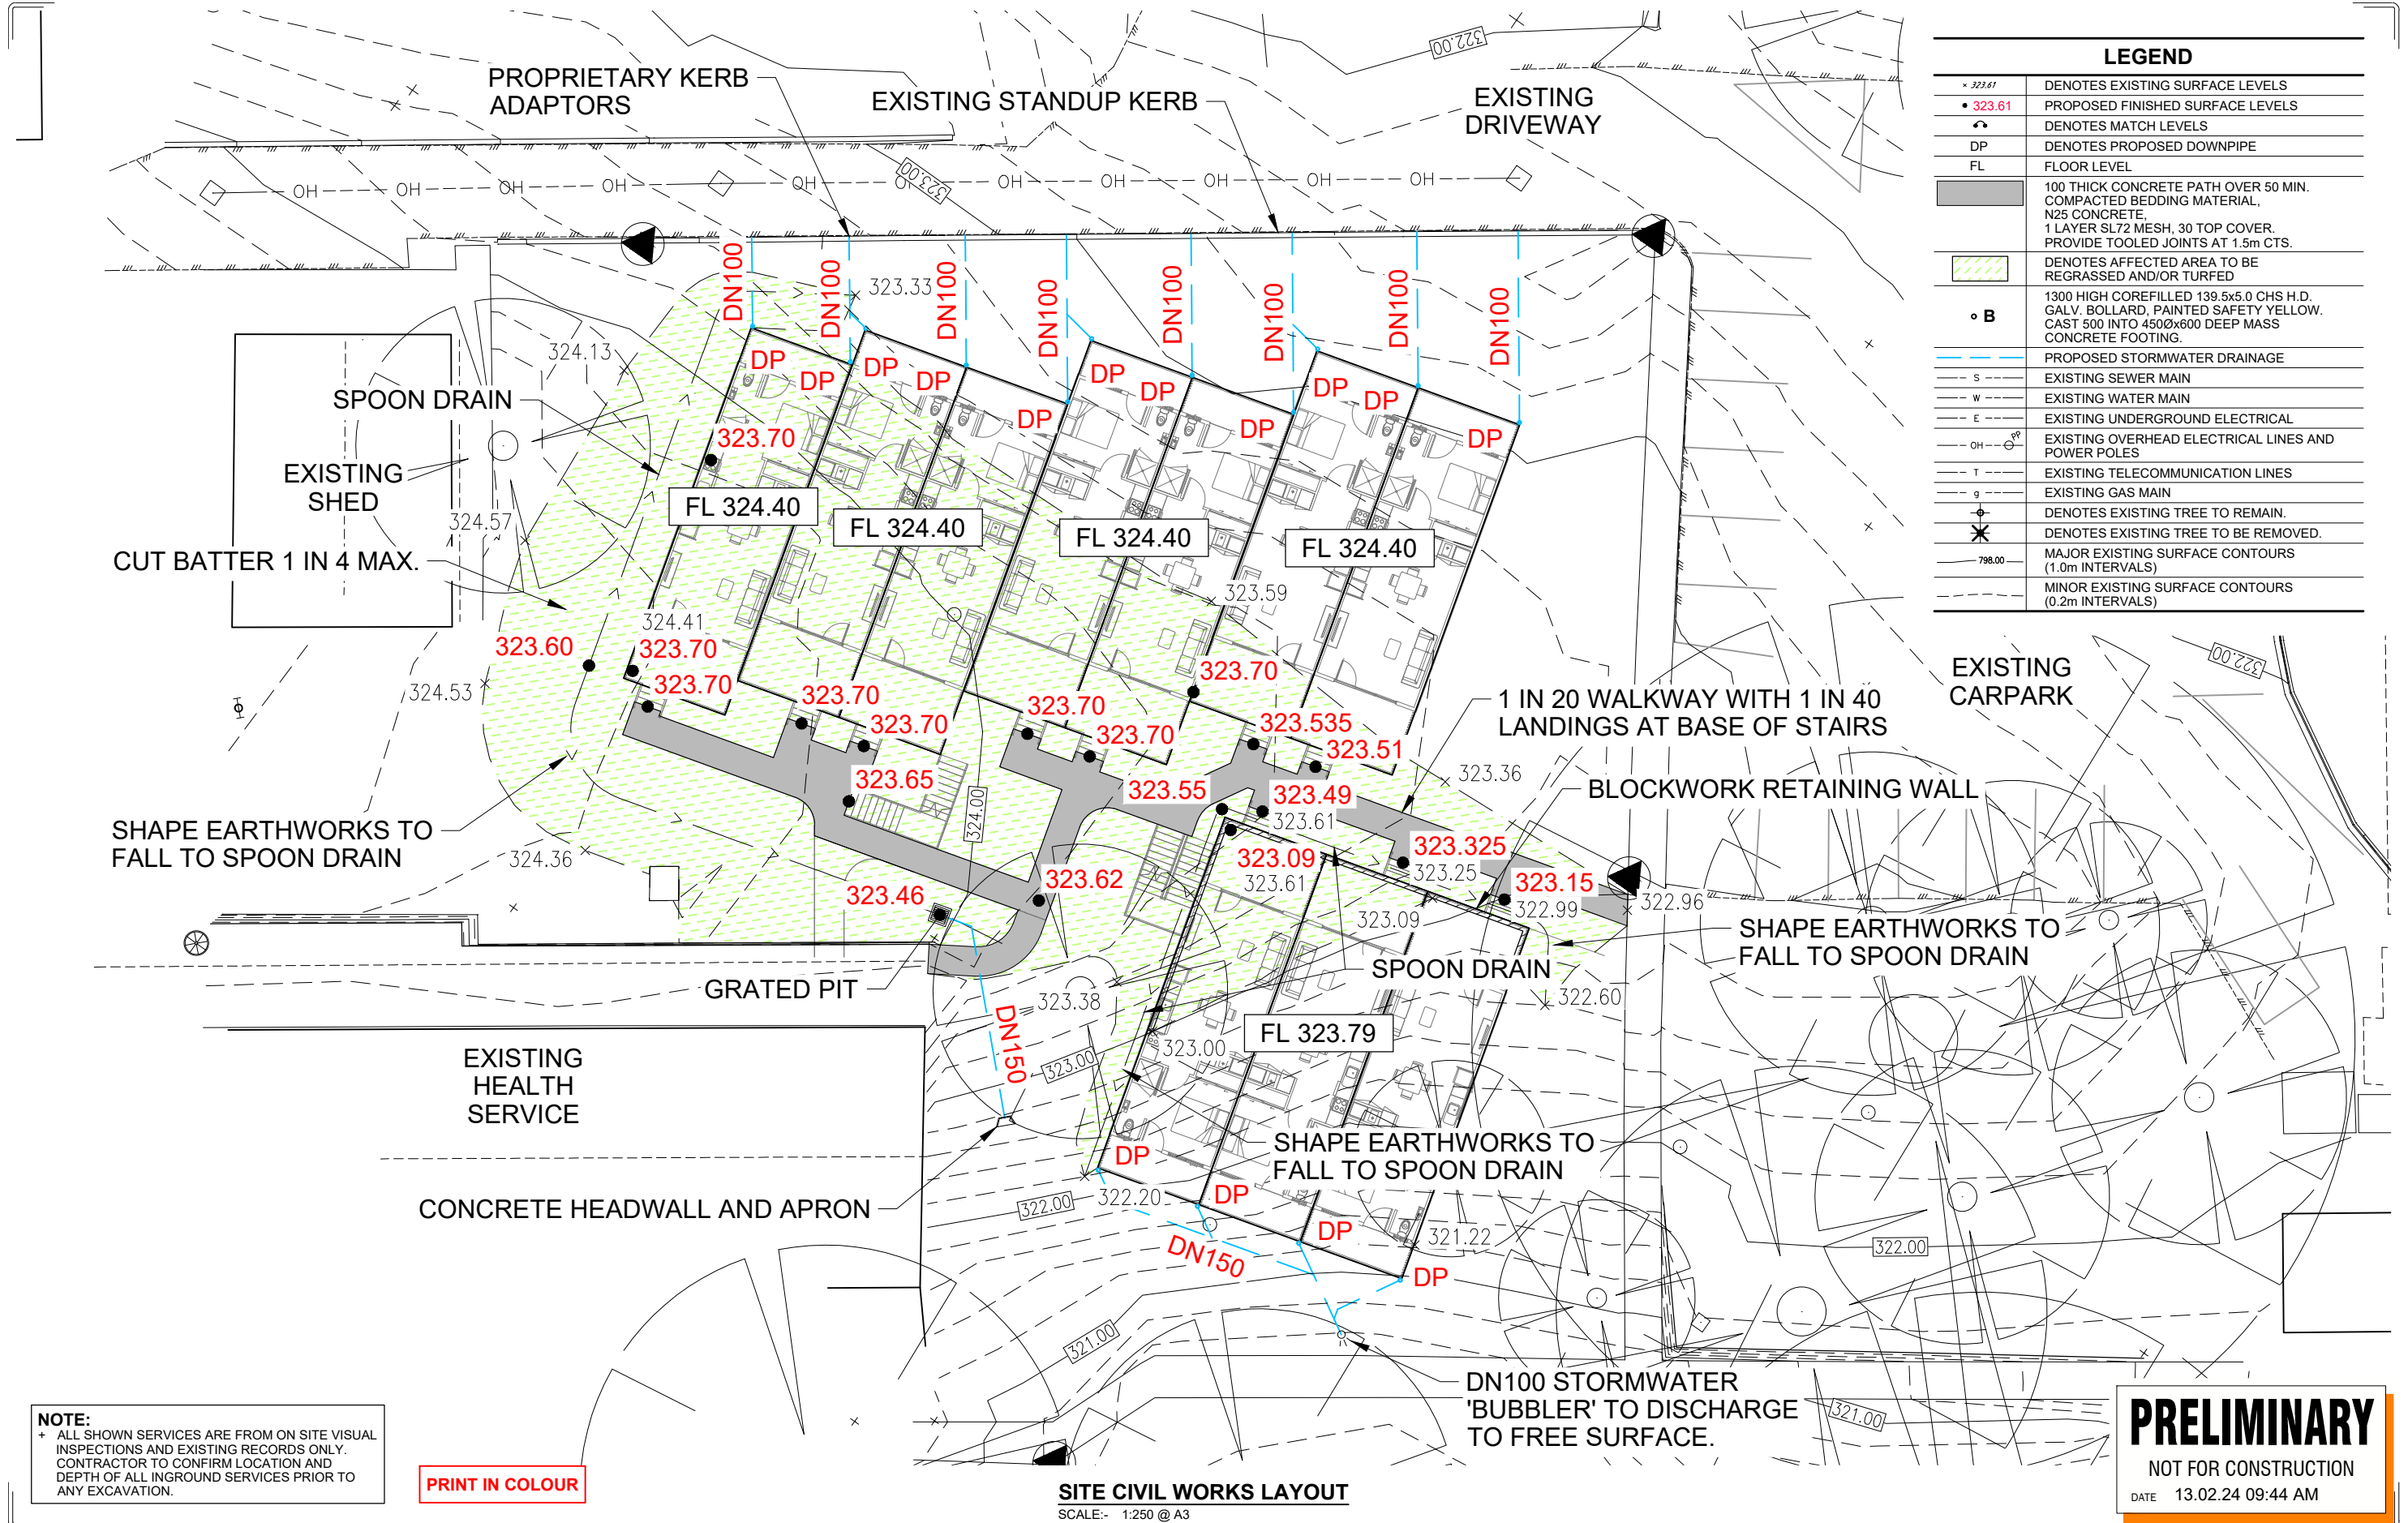 322.00
PROPRIETARY KERB
ADAPTORS
EXISTING STANDUP KERB
EXISTING
DRIVEWAY
OH OH OH OH OH OH OH OH OH OH OH OH
323.00
DN100
DN100
DN100
DN100
DN100
DN100
DN100
DN100
323.33
324.13
DP
DP
DP
DP
DP
DP
DP
DP
DP
DP
DP
SPOON DRAIN
323.70
EXISTING
SHED
324.57
FL 324.40
FL 324.40
FL 324.40
FL 324.40
CUT BATTER 1 IN 4 MAX.
323.59
324.41
323.60
323.70
323.70
324.53
323.70
323.70
323.70
323.70
323.70
323.535
323.51
1 IN 20 WALKWAY WITH 1 IN 40
LANDINGS AT BASE OF STAIRS
EXISTING
CARPARK
322.00
323.65
323.55
323.49
323.36
BLOCKWORK RETAINING WALL
324.00
323.61
SHAPE EARTHWORKS TO
FALL TO SPOON DRAIN
324.36
323.09
323.61
323.325
323.25
323.15
322.99
322.96
323.46
323.62
323.09
SHAPE EARTHWORKS TO
FALL TO SPOON DRAIN
SPOON DRAIN
GRATED PIT
323.38
322.60
DN150
FL 323.79
323.00
323.00
EXISTING
HEALTH
SERVICE
SHAPE EARTHWORKS TO
FALL TO SPOON DRAIN
DP
DP
DP
DP
CONCRETE HEADWALL AND APRON
322.00
322.20
321.22
322.00
DN150
321.00
DN100 STORMWATER
'BUBBLER' TO DISCHARGE
TO FREE SURFACE.
321.00
LEGEND
323.61 DENOTES EXISTING SURFACE LEVELS
323.61 PROPOSED FINISHED SURFACE LEVELS
DENOTES MATCH LEVELS
DP DENOTES PROPOSED DOWNPIPE
FL FLOOR LEVEL
100 THICK CONCRETE PATH OVER 50 MIN.
COMPACTED BEDDING MATERIAL,
N25 CONCRETE,
1 LAYER SL72 MESH, 30 TOP COVER.
PROVIDE TOOLED JOINTS AT 1.5m CTS.
DENOTES AFFECTED AREA TO BE
REGRASSED AND/OR TURFED
B 1300 HIGH COREFILLED 139.5x5.0 CHS H.D.
GALV. BOLLARD, PAINTED SAFETY YELLOW.
CAST 500 INTO 450Øx600 DEEP MASS
CONCRETE FOOTING.
PROPOSED STORMWATER DRAINAGE
S EXISTING SEWER MAIN
W EXISTING WATER MAIN
E EXISTING UNDERGROUND ELECTRICAL
OH PP EXISTING OVERHEAD ELECTRICAL LINES AND
POWER POLES
T EXISTING TELECOMMUNICATION LINES
g EXISTING GAS MAIN
DENOTES EXISTING TREE TO REMAIN.
DENOTES EXISTING TREE TO BE REMOVED.
798.00 MAJOR EXISTING SURFACE CONTOURS
(1.0m INTERVALS)
MINOR EXISTING SURFACE CONTOURS
(0.2m INTERVALS)
NOTE:
+ ALL SHOWN SERVICES ARE FROM ON SITE VISUAL
INSPECTIONS AND EXISTING RECORDS ONLY.
CONTRACTOR TO CONFIRM LOCATION AND
DEPTH OF ALL INGROUND SERVICES PRIOR TO
ANY EXCAVATION.
PRINT IN COLOUR
SITE CIVIL WORKS LAYOUT
SCALE:- 1:250 @ A3
PRELIMINARY
NOT FOR CONSTRUCTION
DATE 13.02.24 09:44 AM